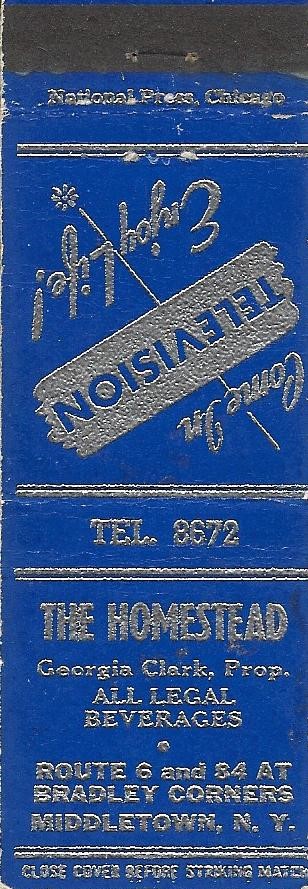 National Press, Chicago
Come In
TELEVISION
Enjoy Life!
TEL. 8672
THE HOMESTEAD
Georgia Clark, Prop.
ALL LEGAL
BEVERAGES
ROUTE 6 and 84 AT
BRADLEY CORNERS
MIDDLETOWN, N. Y.
CLOSE COVER BEFORE STRIKING MATCH